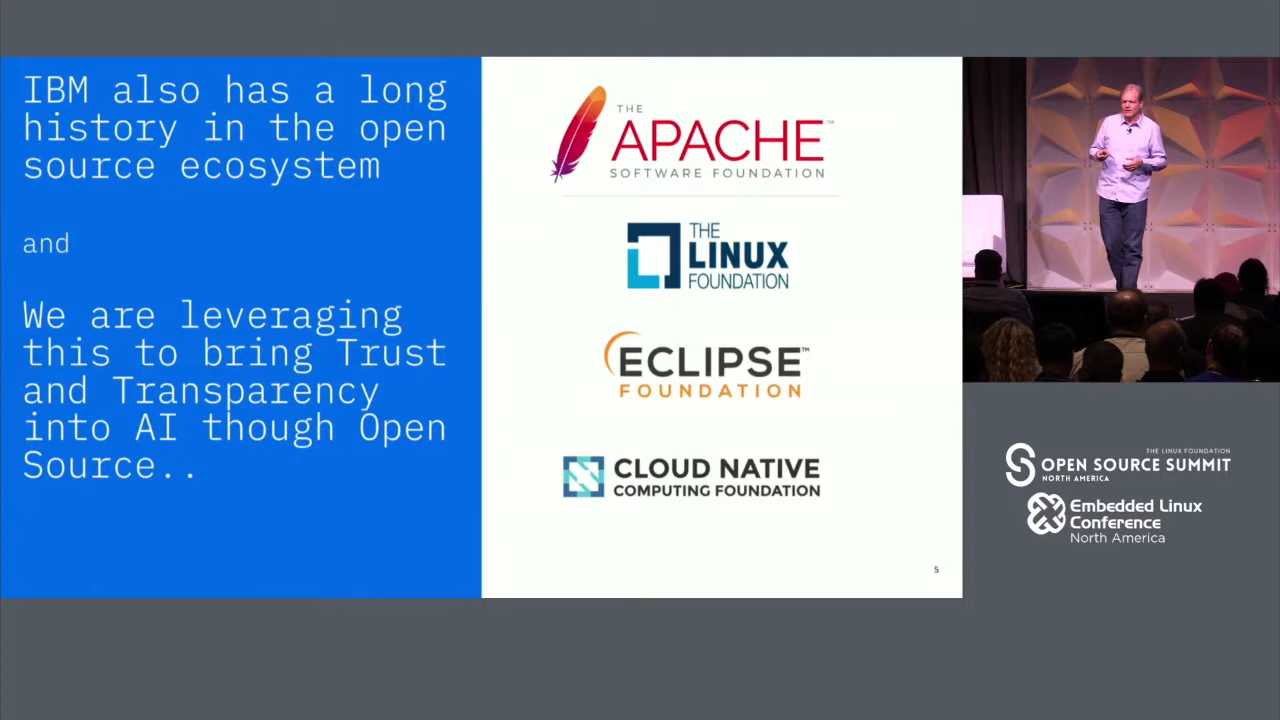 IBM also has a long
history in the open
source ecosystem
and
We are leveraging
this to bring Trust
and Transparency
into AI though Open
Source..
THE
APACHE™
SOFTWARE FOUNDATION
THE
LINUX
FOUNDATION
ECLIPSE™
FOUNDATION
CLOUD NATIVE
COMPUTING FOUNDATION
5
THE LINUX FOUNDATION
OPEN SOURCE SUMMIT
NORTH AMERICA
Embedded Linux
Conference
North America